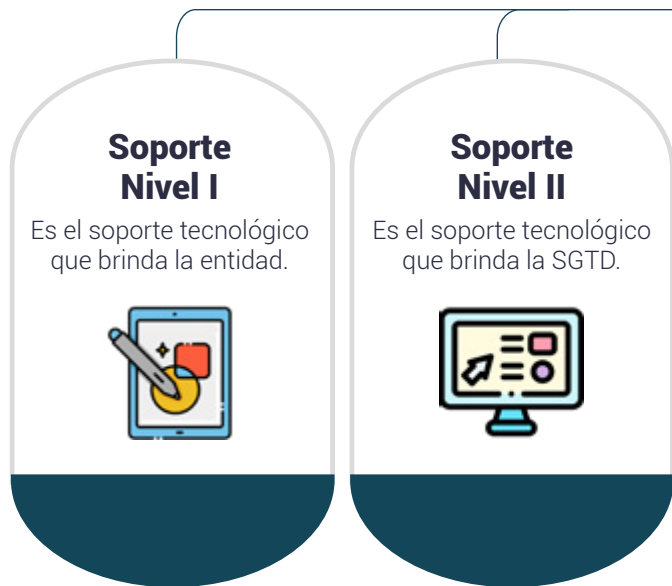 Soporte
Nivel I
Es el soporte tecnológico
que brinda la entidad.
Soporte
Nivel II
Es el soporte tecnológico
que brinda la SGTD.